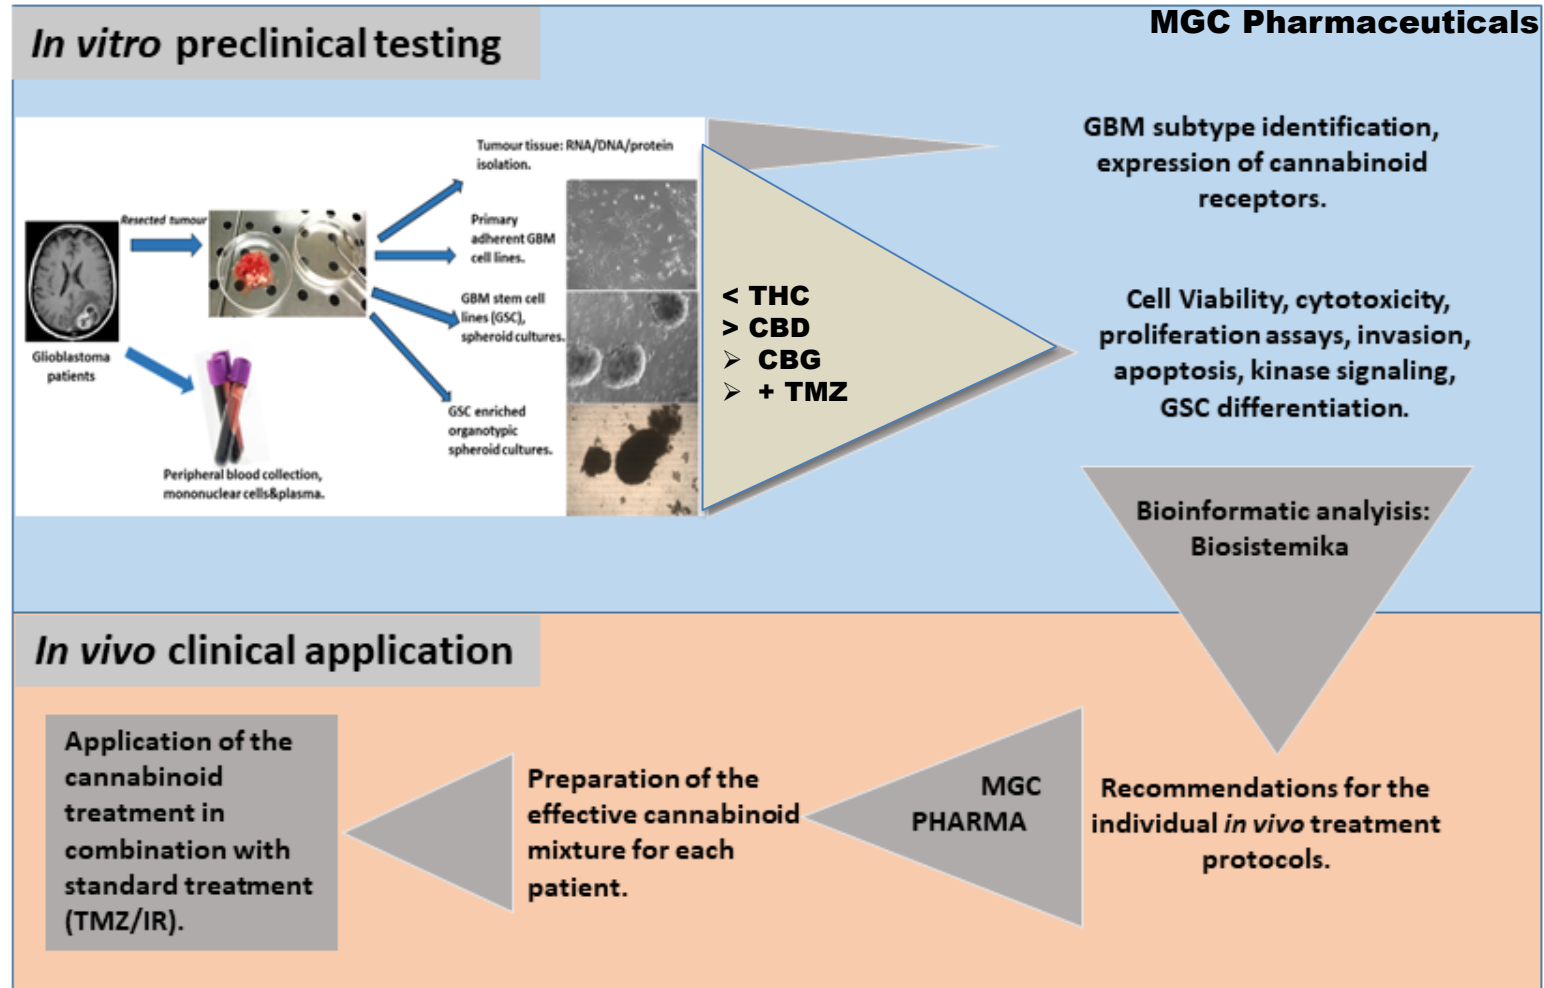 MGC Pharmaceuticals
In vitro preclinical testing
Tumour tissue: RNA/DNA/protein
isolation.
Resected tumour
Primary
adherent GBM
cell lines.
GBM stem cell
lines (GSC),
spheroid cultures.
GSC enriched
organotypic
spheroid cultures.
Glioblastoma
patients
Peripheral blood collection,
mononuclear cells&plasma.
< THC
> CBD
➢ CBG
➢ + TMZ
GBM subtype identification,
expression of cannabinoid
receptors.
Cell Viability, cytotoxicity,
proliferation assays, invasion,
apoptosis, kinase signaling,
GSC differentiation.
Bioinformatic analyisis:
Biosistemika
In vivo clinical application
Recommendations for the
individual in vivo treatment
protocols.
MGC
PHARMA
Preparation of the
effective cannabinoid
mixture for each
patient.
Application of the
cannabinoid
treatment in
combination with
standard treatment
(TMZ/IR).